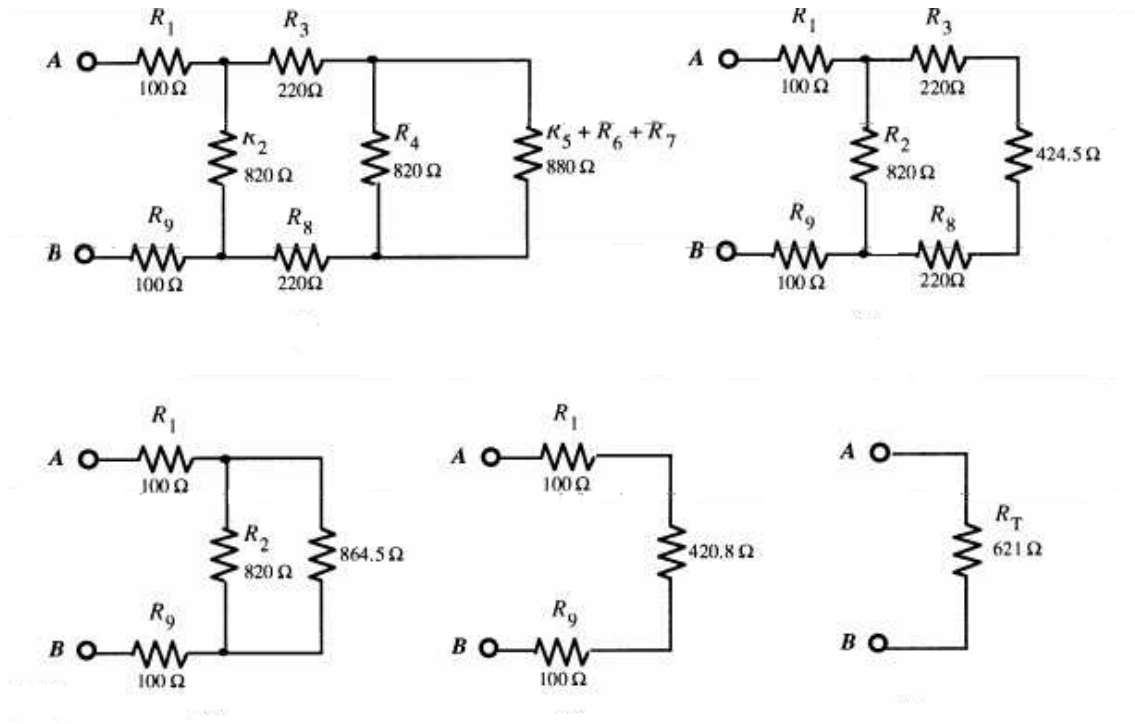 R1 R3
A
100 Ω 220Ω
R2 R4 R5 + R6 + R7
820 Ω 820 Ω 880 Ω
R9 R8
B
100 Ω 220Ω
R1 R3
A
100 Ω 220Ω
R2
820 Ω 424.5 Ω
R9 R8
B
100 Ω 220Ω
R1
A
100 Ω
R2
820 Ω 864.5 Ω
R9
B
100 Ω
R1
A
100 Ω
420.8 Ω
R9
B
100 Ω
A
RT
621 Ω
B